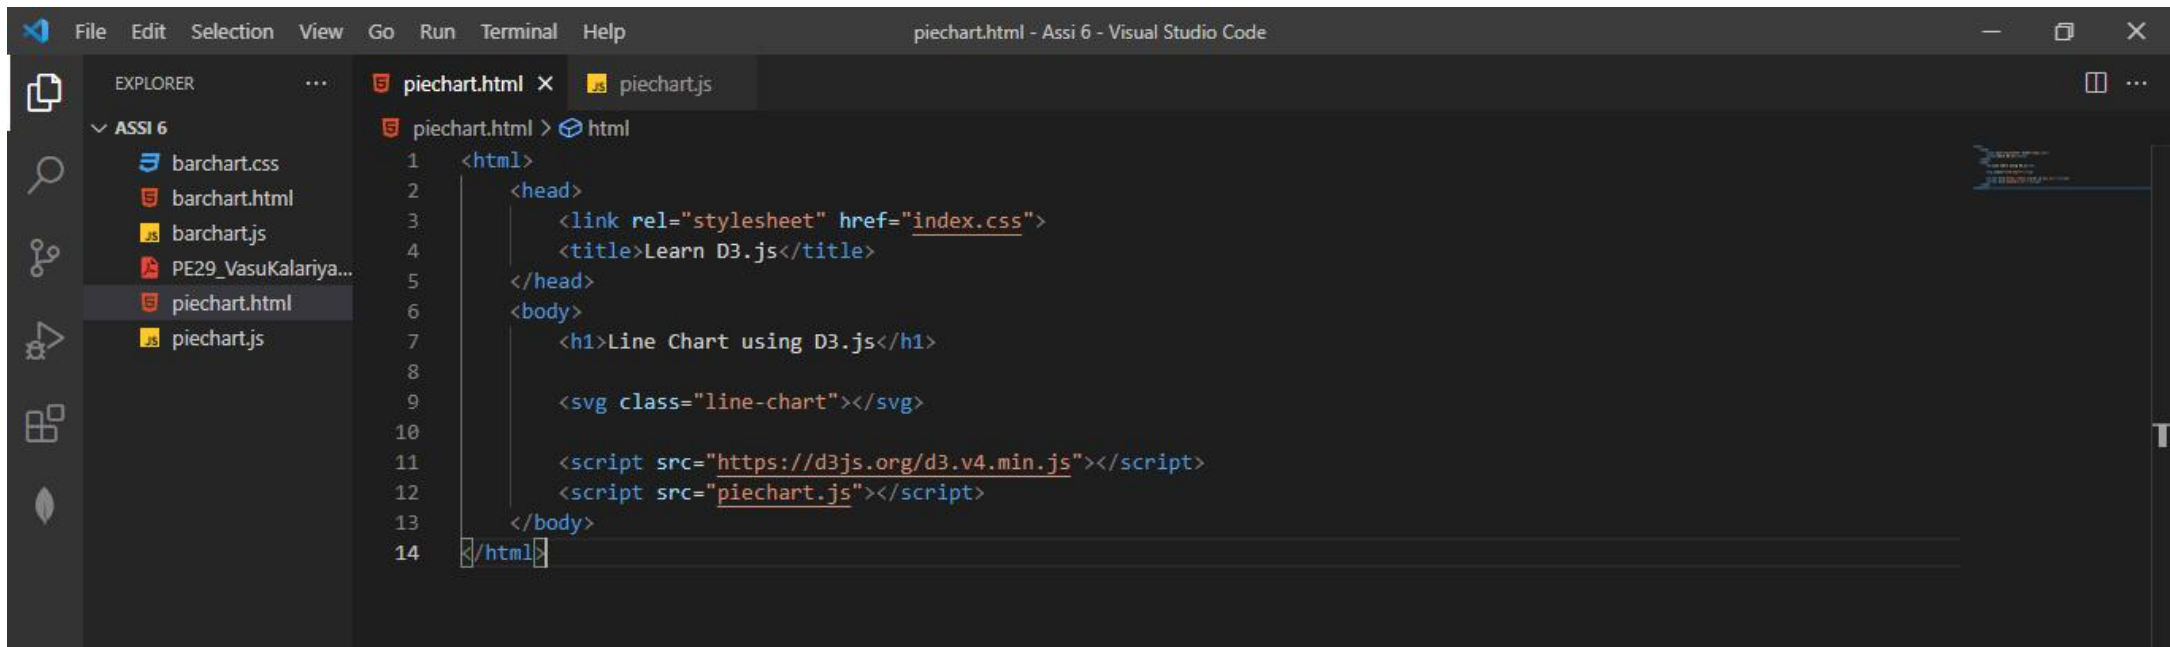 File Edit Selection View Go Run Terminal Help piechart.html - Assi 6 - Visual Studio Code
EXPLORER
ASSI 6
barchart.css
barchart.html
JS barchart.js
PE29_VasuKalariya...
piechart.html
JS piechart.js
piechart.html JS piechart.js
piechart.html > html
1 <html>
2     <head>
3         <link rel="stylesheet" href="index.css">
4         <title>Learn D3.js</title>
5     </head>
6     <body>
7         <h1>Line Chart using D3.js</h1>
8
9         <svg class="line-chart"></svg>
10
11         <script src="https://d3js.org/d3.v4.min.js"></script>
12         <script src="piechart.js"></script>
13     </body>
14 </html>